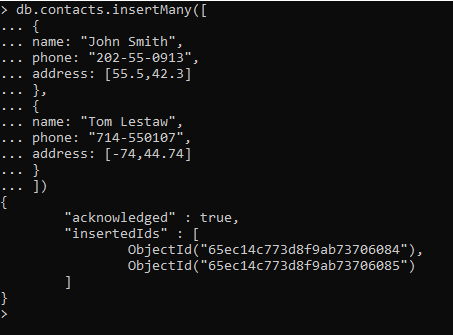 > db.contacts.insertMany([
... {
... name: "John Smith",
... phone: "202-55-0913",
... address: [55.5,42.3]
... },
... {
... name: "Tom Lestaw",
... phone: "714-550107",
... address: [-74,44.74]
... }
... ])
{
        "acknowledged" : true,
        "insertedIds" : [
                ObjectId("65ec14c773d8f9ab73706084"),
                ObjectId("65ec14c773d8f9ab73706085")
        ]
}
>